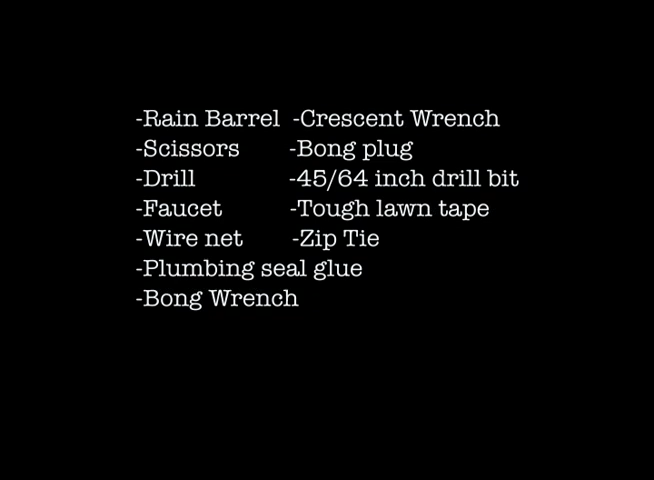 -Rain Barrel -Crescent Wrench
-Scissors -Bong plug
-Drill -45/64 inch drill bit
-Faucet -Tough lawn tape
-Wire net -Zip Tie
-Plumbing seal glue
-Bong Wrench